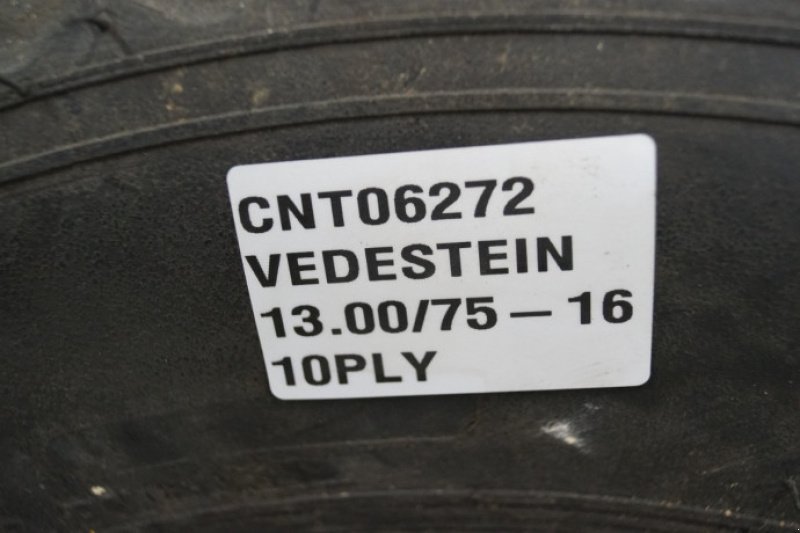 CNT06272
VEDESTEIN
13.00/75 — 16
10PLY